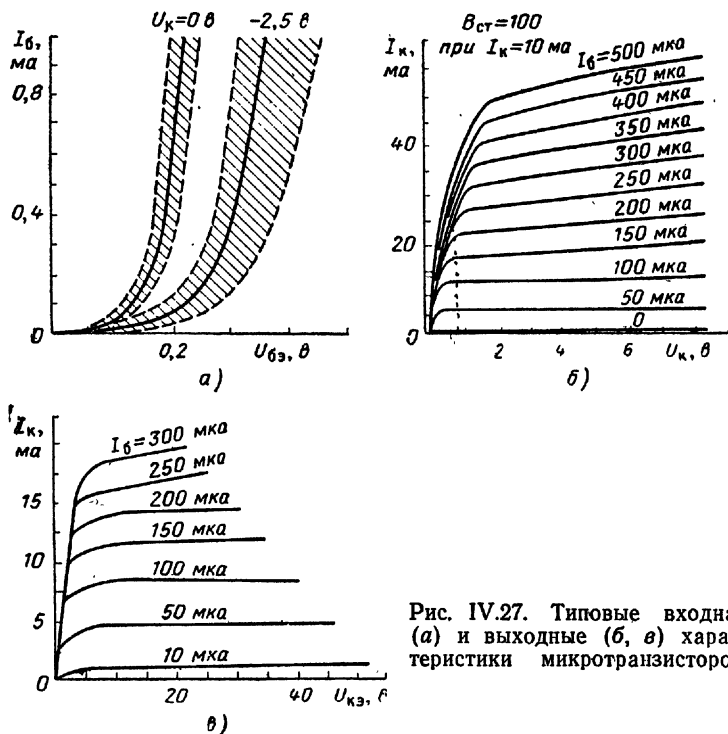 I_б,
ма
U_к=0 в
-2,5 в
0,8
0,4
0
0,2
U_бэ, в
а)
B_ст=100
при I_к=10 ма
I_к,
ма
I_б=500 мка
450 мка
400 мка
350 мка
300 мка
250 мка
200 мка
150 мка
100 мка
50 мка
0
40
20
0
2
4
6
U_к, в
б)
I_к,
ма
I_б=300 мка
250 мка
200 мка
150 мка
100 мка
50 мка
10 мка
15
10
5
0
20
40
U_кэ, в
в)
Рис. IV.27. Типовые входна
(а) и выходные (б, в) харак
теристики микротранзисторо